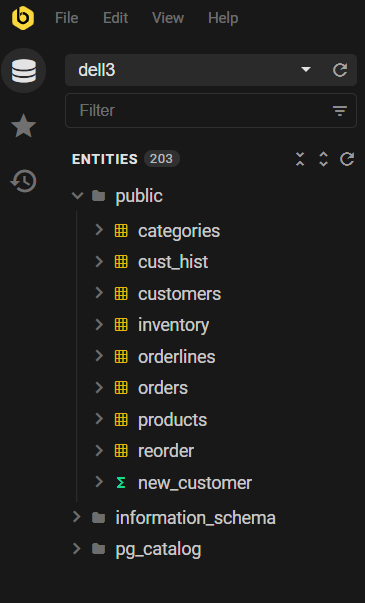 File Edit View Help
dell3
Filter
ENTITIES 203
public
categories
cust_hist
customers
inventory
orderlines
orders
products
reorder
new_customer
information_schema
pg_catalog